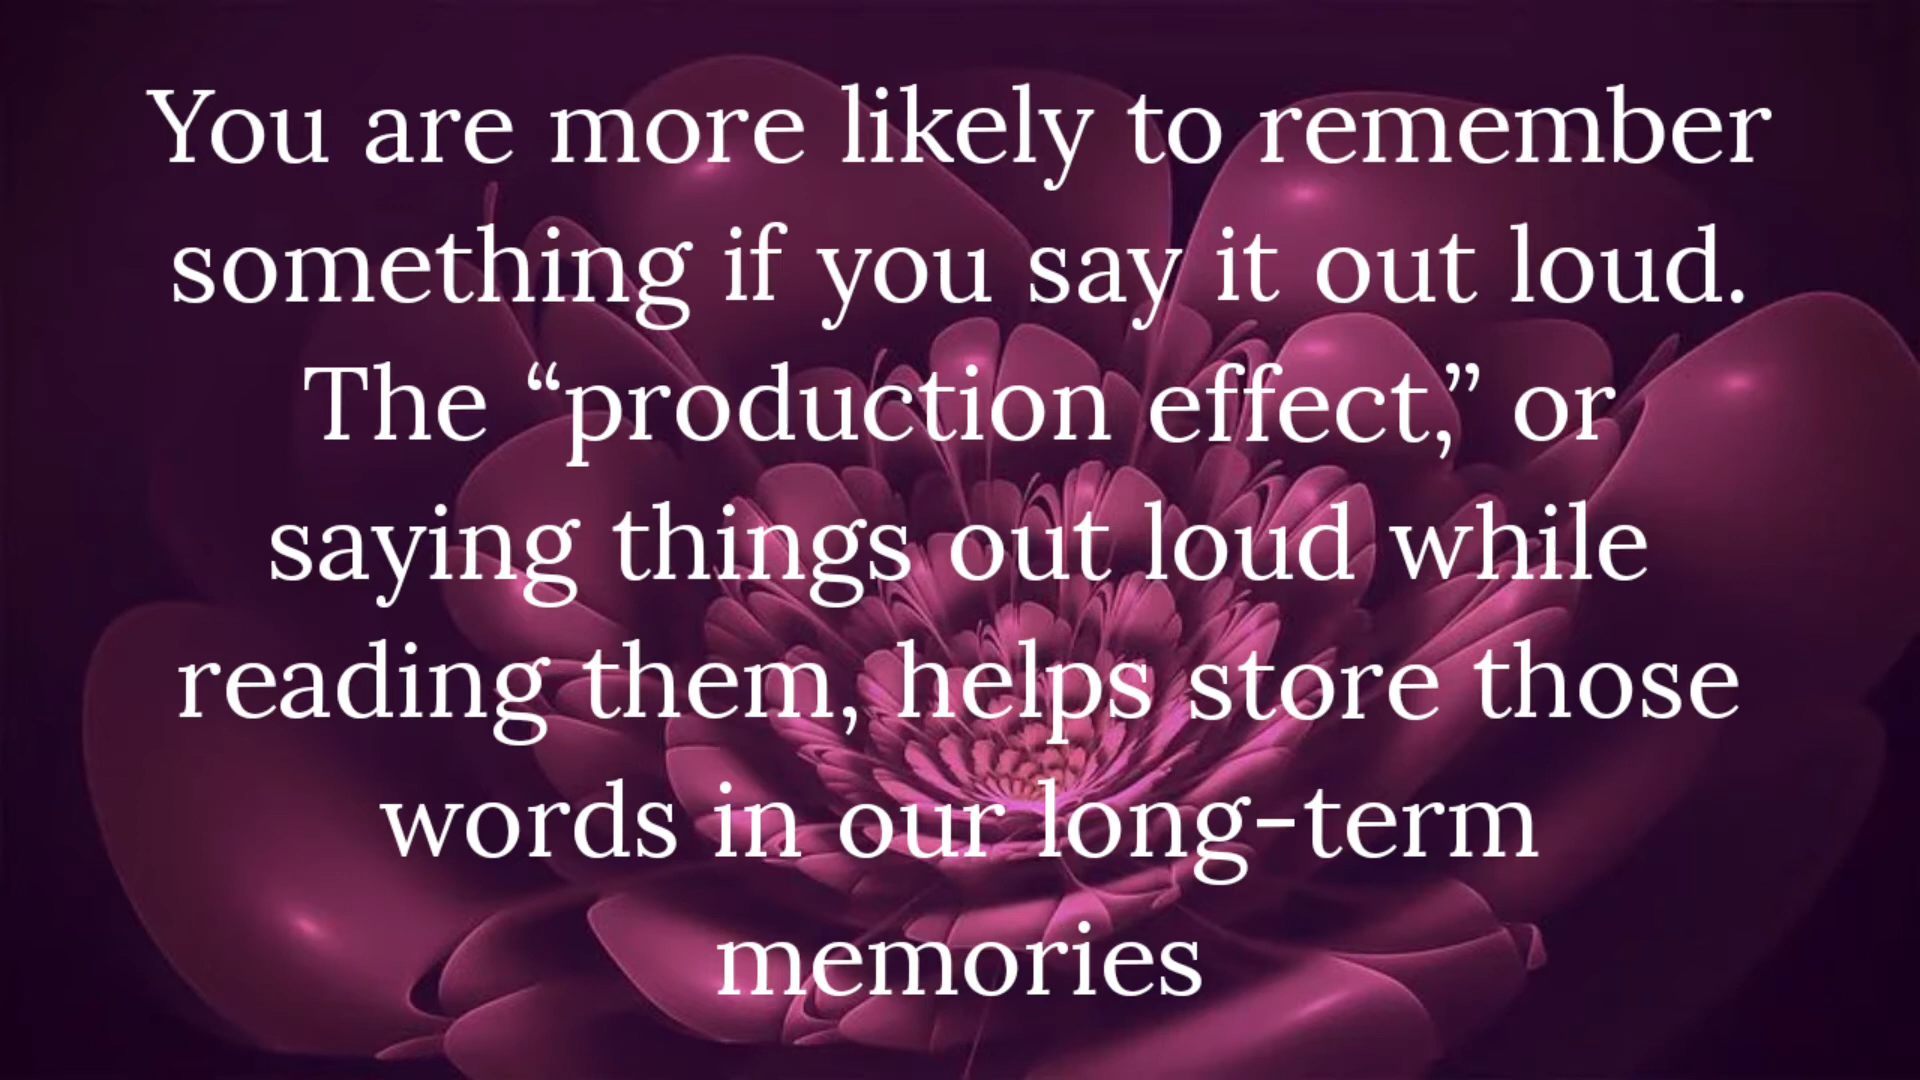 You are more likely to remember
something if you say it out loud.
The “production effect,” or
saying things out loud while
reading them, helps store those
words in our long-term
memories